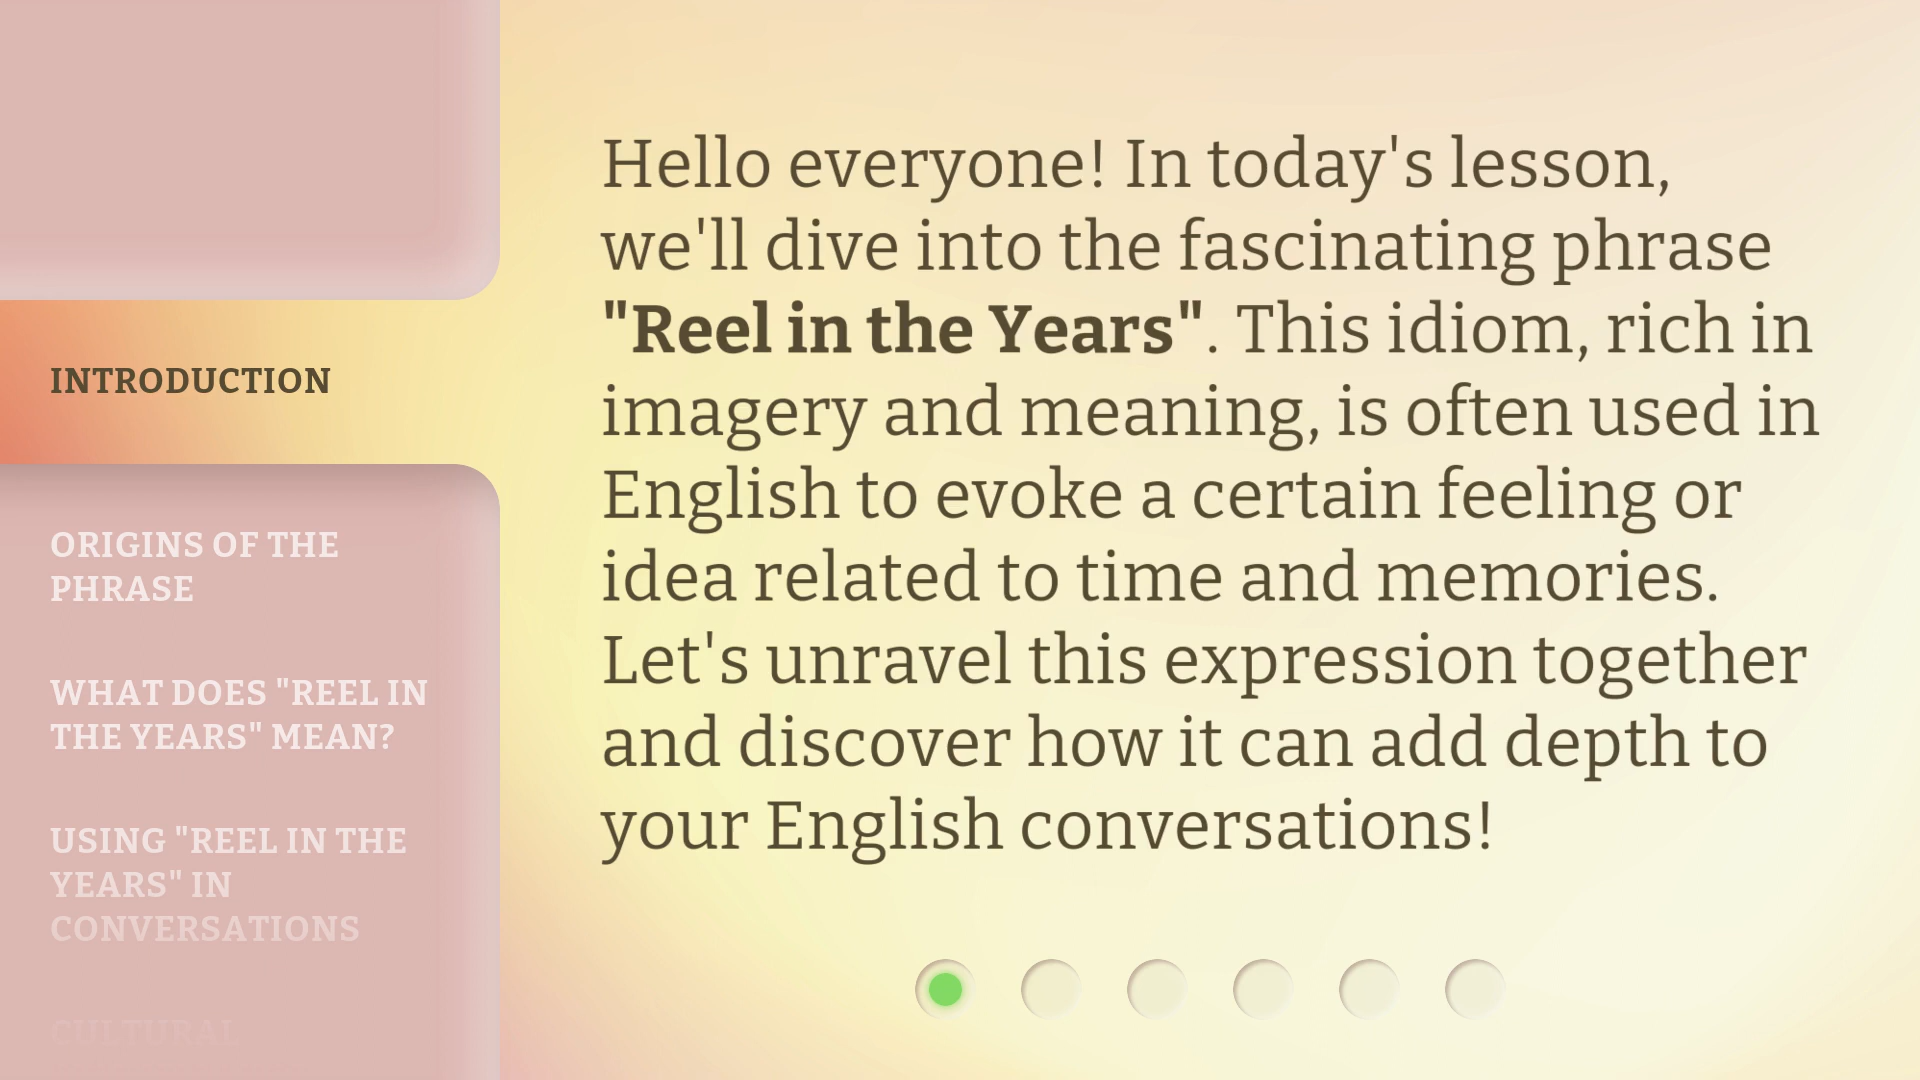 INTRODUCTION
ORIGINS OF THE
PHRASE
WHAT DOES "REEL IN
THE YEARS" MEAN?
USING "REEL IN THE
YEARS" IN
CONVERSATIONS
CULTURAL
Hello everyone! In today's lesson,
we'll dive into the fascinating phrase
"Reel in the Years". This idiom, rich in
imagery and meaning, is often used in
English to evoke a certain feeling or
idea related to time and memories.
Let's unravel this expression together
and discover how it can add depth to
your English conversations!